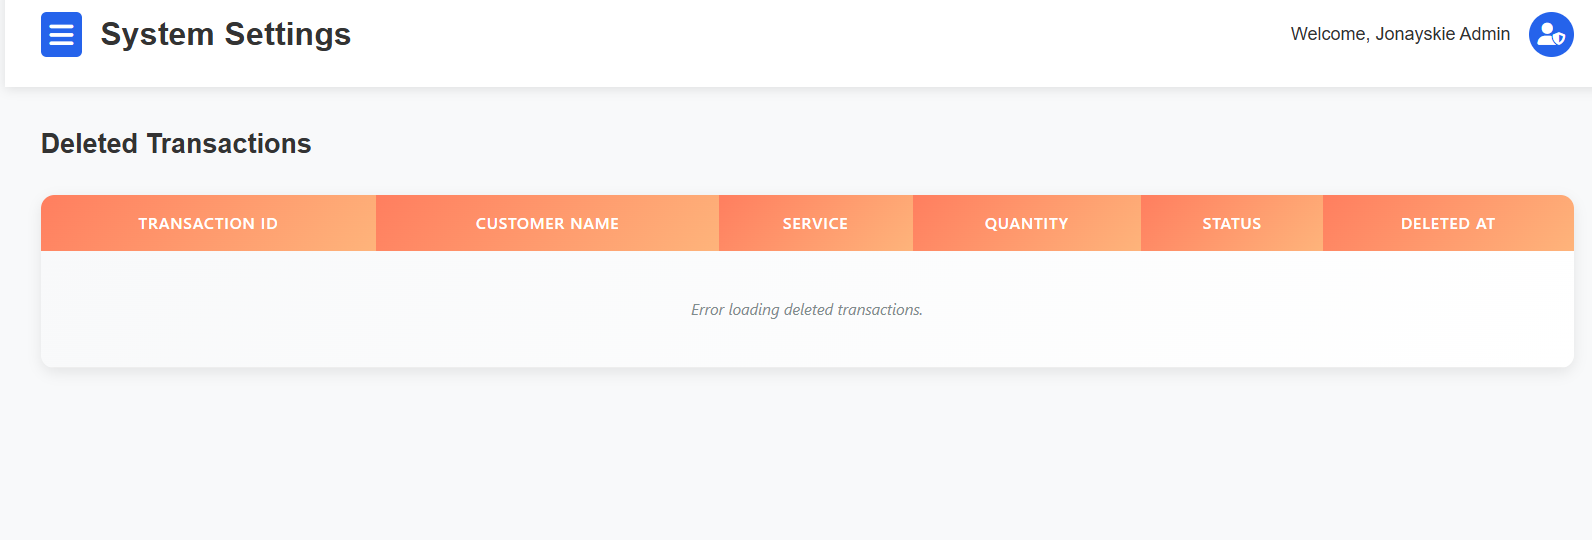 System Settings
Welcome, Jonayskie Admin
Deleted Transactions
TRANSACTION ID CUSTOMER NAME SERVICE QUANTITY STATUS DELETED AT
Error loading deleted transactions.